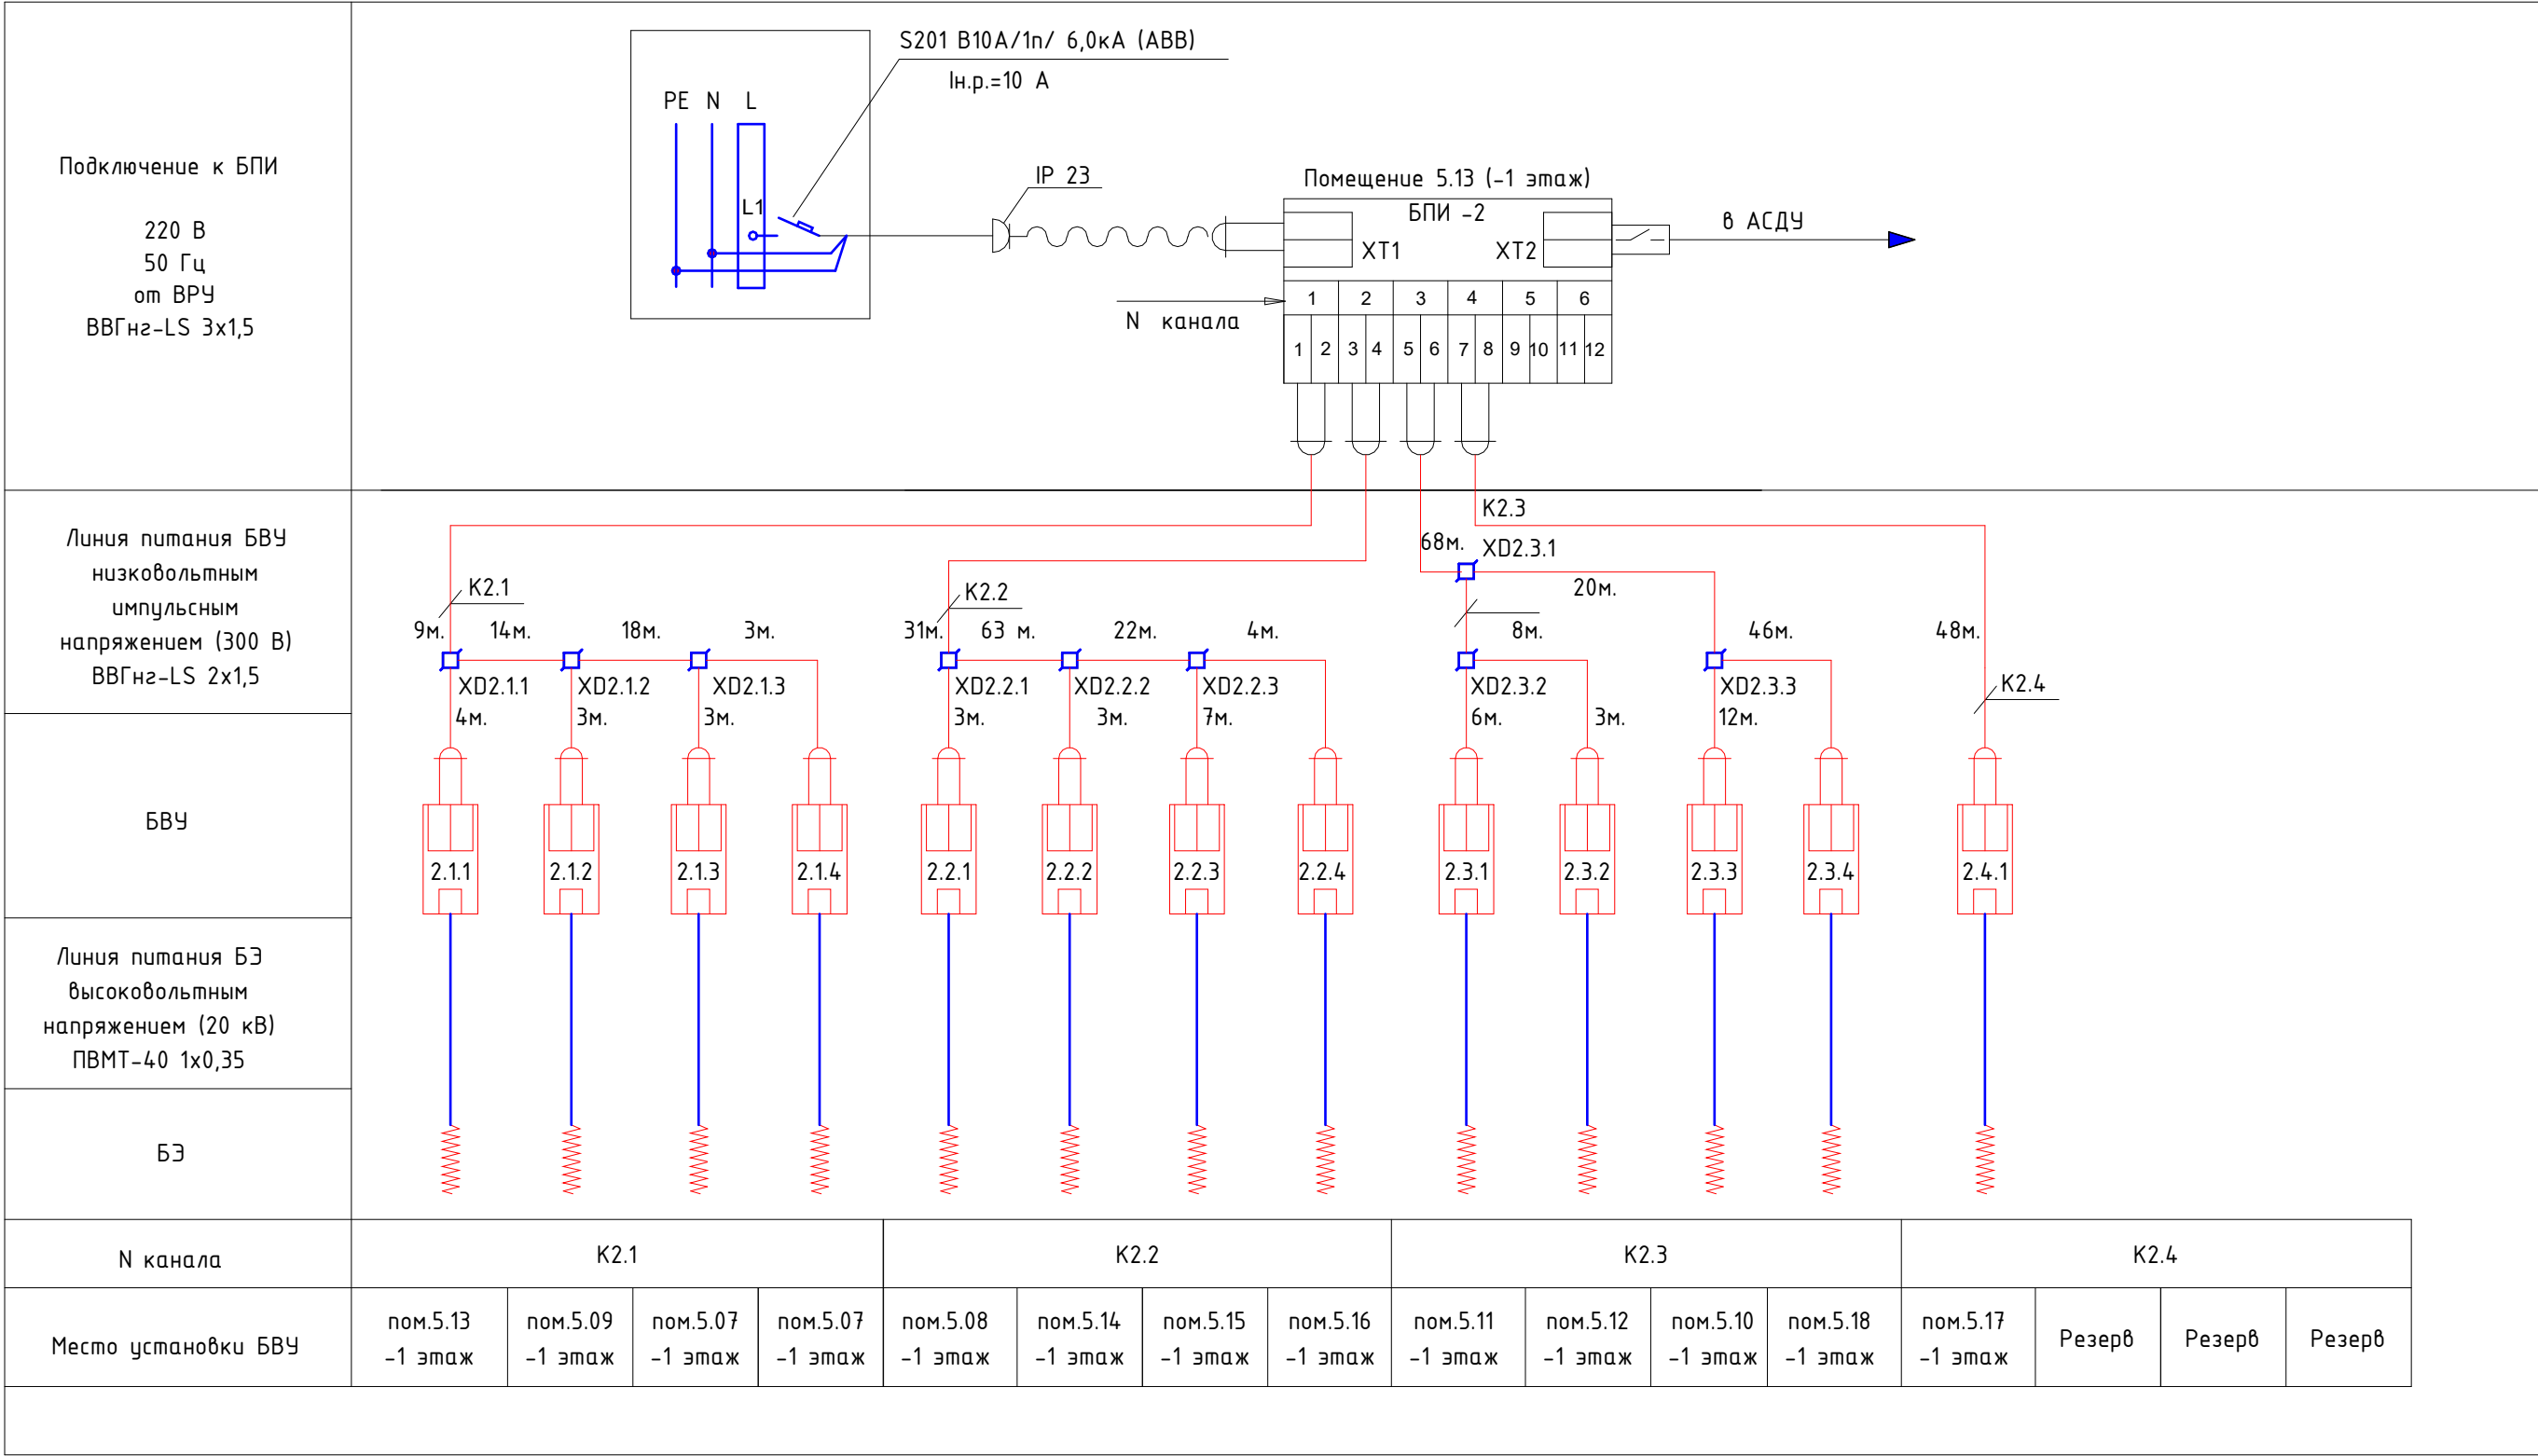 S201 B10А/1п/ 6,0кА (АВВ)
Iн.р.=10 А
PE N L
L1
Подключение к БПИ
220 В
50 Гц
от ВРУ
ВВГнг-LS 3х1,5
IP 23
Помещение 5.13 (-1 этаж)
БПИ -2
XT1
XT2
в АСДУ
N канала
1 2 3 4 5 6
1 2 3 4 5 6 7 8 9 10 11 12
Линия питания БВУ
низковольтным
импульсным
напряжением (300 В)
ВВГнг-LS 2х1,5
К2.3
68м. XD2.3.1
20м.
К2.1
К2.2
9м. 14м. 18м. 3м.
31м. 63 м. 22м. 4м.
8м. 46м. 48м.
XD2.1.1 XD2.1.2 XD2.1.3
XD2.2.1 XD2.2.2 XD2.2.3
XD2.3.2 XD2.3.3
К2.4
4м. 3м. 3м.
3м. 3м. 7м.
6м. 3м. 12м.
БВУ
2.1.1 2.1.2 2.1.3 2.1.4 2.2.1 2.2.2 2.2.3 2.2.4 2.3.1 2.3.2 2.3.3 2.3.4 2.4.1
Линия питания БЭ
высоковольтным
напряжением (20 кВ)
ПВМТ-40 1х0,35
БЭ
N канала
К2.1 К2.2 К2.3 К2.4
Место установки БВУ
пом.5.13 пом.5.09 пом.5.07 пом.5.07 пом.5.08 пом.5.14 пом.5.15 пом.5.16 пом.5.11 пом.5.12 пом.5.10 пом.5.18 пом.5.17
-1 этаж -1 этаж -1 этаж -1 этаж -1 этаж -1 этаж -1 этаж -1 этаж -1 этаж -1 этаж -1 этаж -1 этаж -1 этаж
Резерв Резерв Резерв